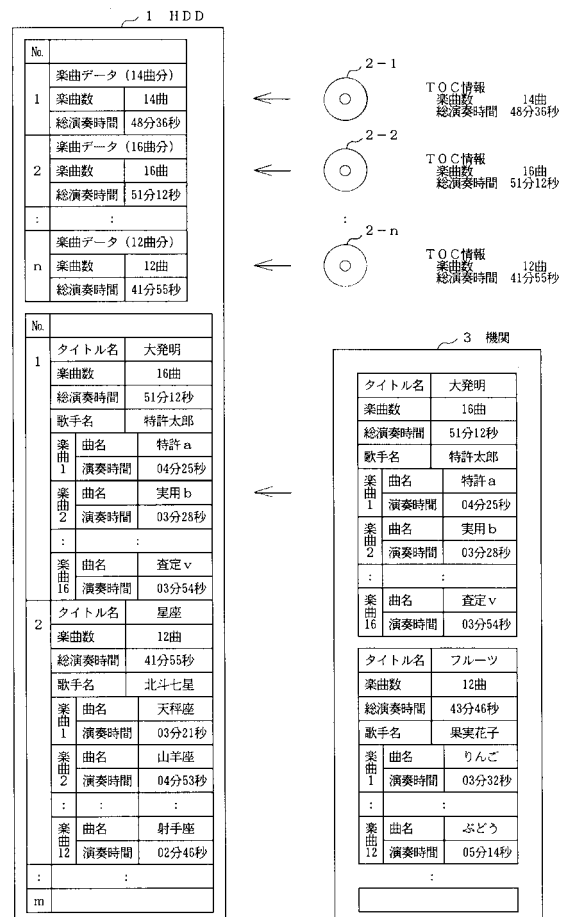 1 HDD
No.
1
楽曲データ (14曲分)
楽曲数 14曲
総演奏時間 48分36秒
2
楽曲データ (16曲分)
楽曲数 16曲
総演奏時間 51分12秒
: :
n
楽曲データ (12曲分)
楽曲数 12曲
総演奏時間 41分55秒
2-1
TOC情報
楽曲数 14曲
総演奏時間 48分36秒
2-2
TOC情報
楽曲数 16曲
総演奏時間 51分12秒
:
2-n
TOC情報
楽曲数 12曲
総演奏時間 41分55秒
No.
1
タイトル名 大発明
楽曲数 16曲
総演奏時間 51分12秒
歌手名 特許太郎
楽曲1 曲名 特許a
演奏時間 04分25秒
楽曲2 曲名 実用b
演奏時間 03分28秒
: :
楽曲16 曲名 査定v
演奏時間 03分54秒
2
タイトル名 星座
楽曲数 12曲
総演奏時間 41分55秒
歌手名 北斗七星
楽曲1 曲名 天秤座
演奏時間 03分21秒
楽曲2 曲名 山羊座
演奏時間 04分53秒
: : :
楽曲12 曲名 射手座
演奏時間 02分46秒
: :
m
3 機関
タイトル名 大発明
楽曲数 16曲
総演奏時間 51分12秒
歌手名 特許太郎
楽曲1 曲名 特許a
演奏時間 04分25秒
楽曲2 曲名 実用b
演奏時間 03分28秒
: :
楽曲16 曲名 査定v
演奏時間 03分54秒
タイトル名 フルーツ
楽曲数 12曲
総演奏時間 43分46秒
歌手名 果実花子
楽曲1 曲名 りんご
演奏時間 03分32秒
: :
楽曲12 曲名 ぶどう
演奏時間 05分14秒
: